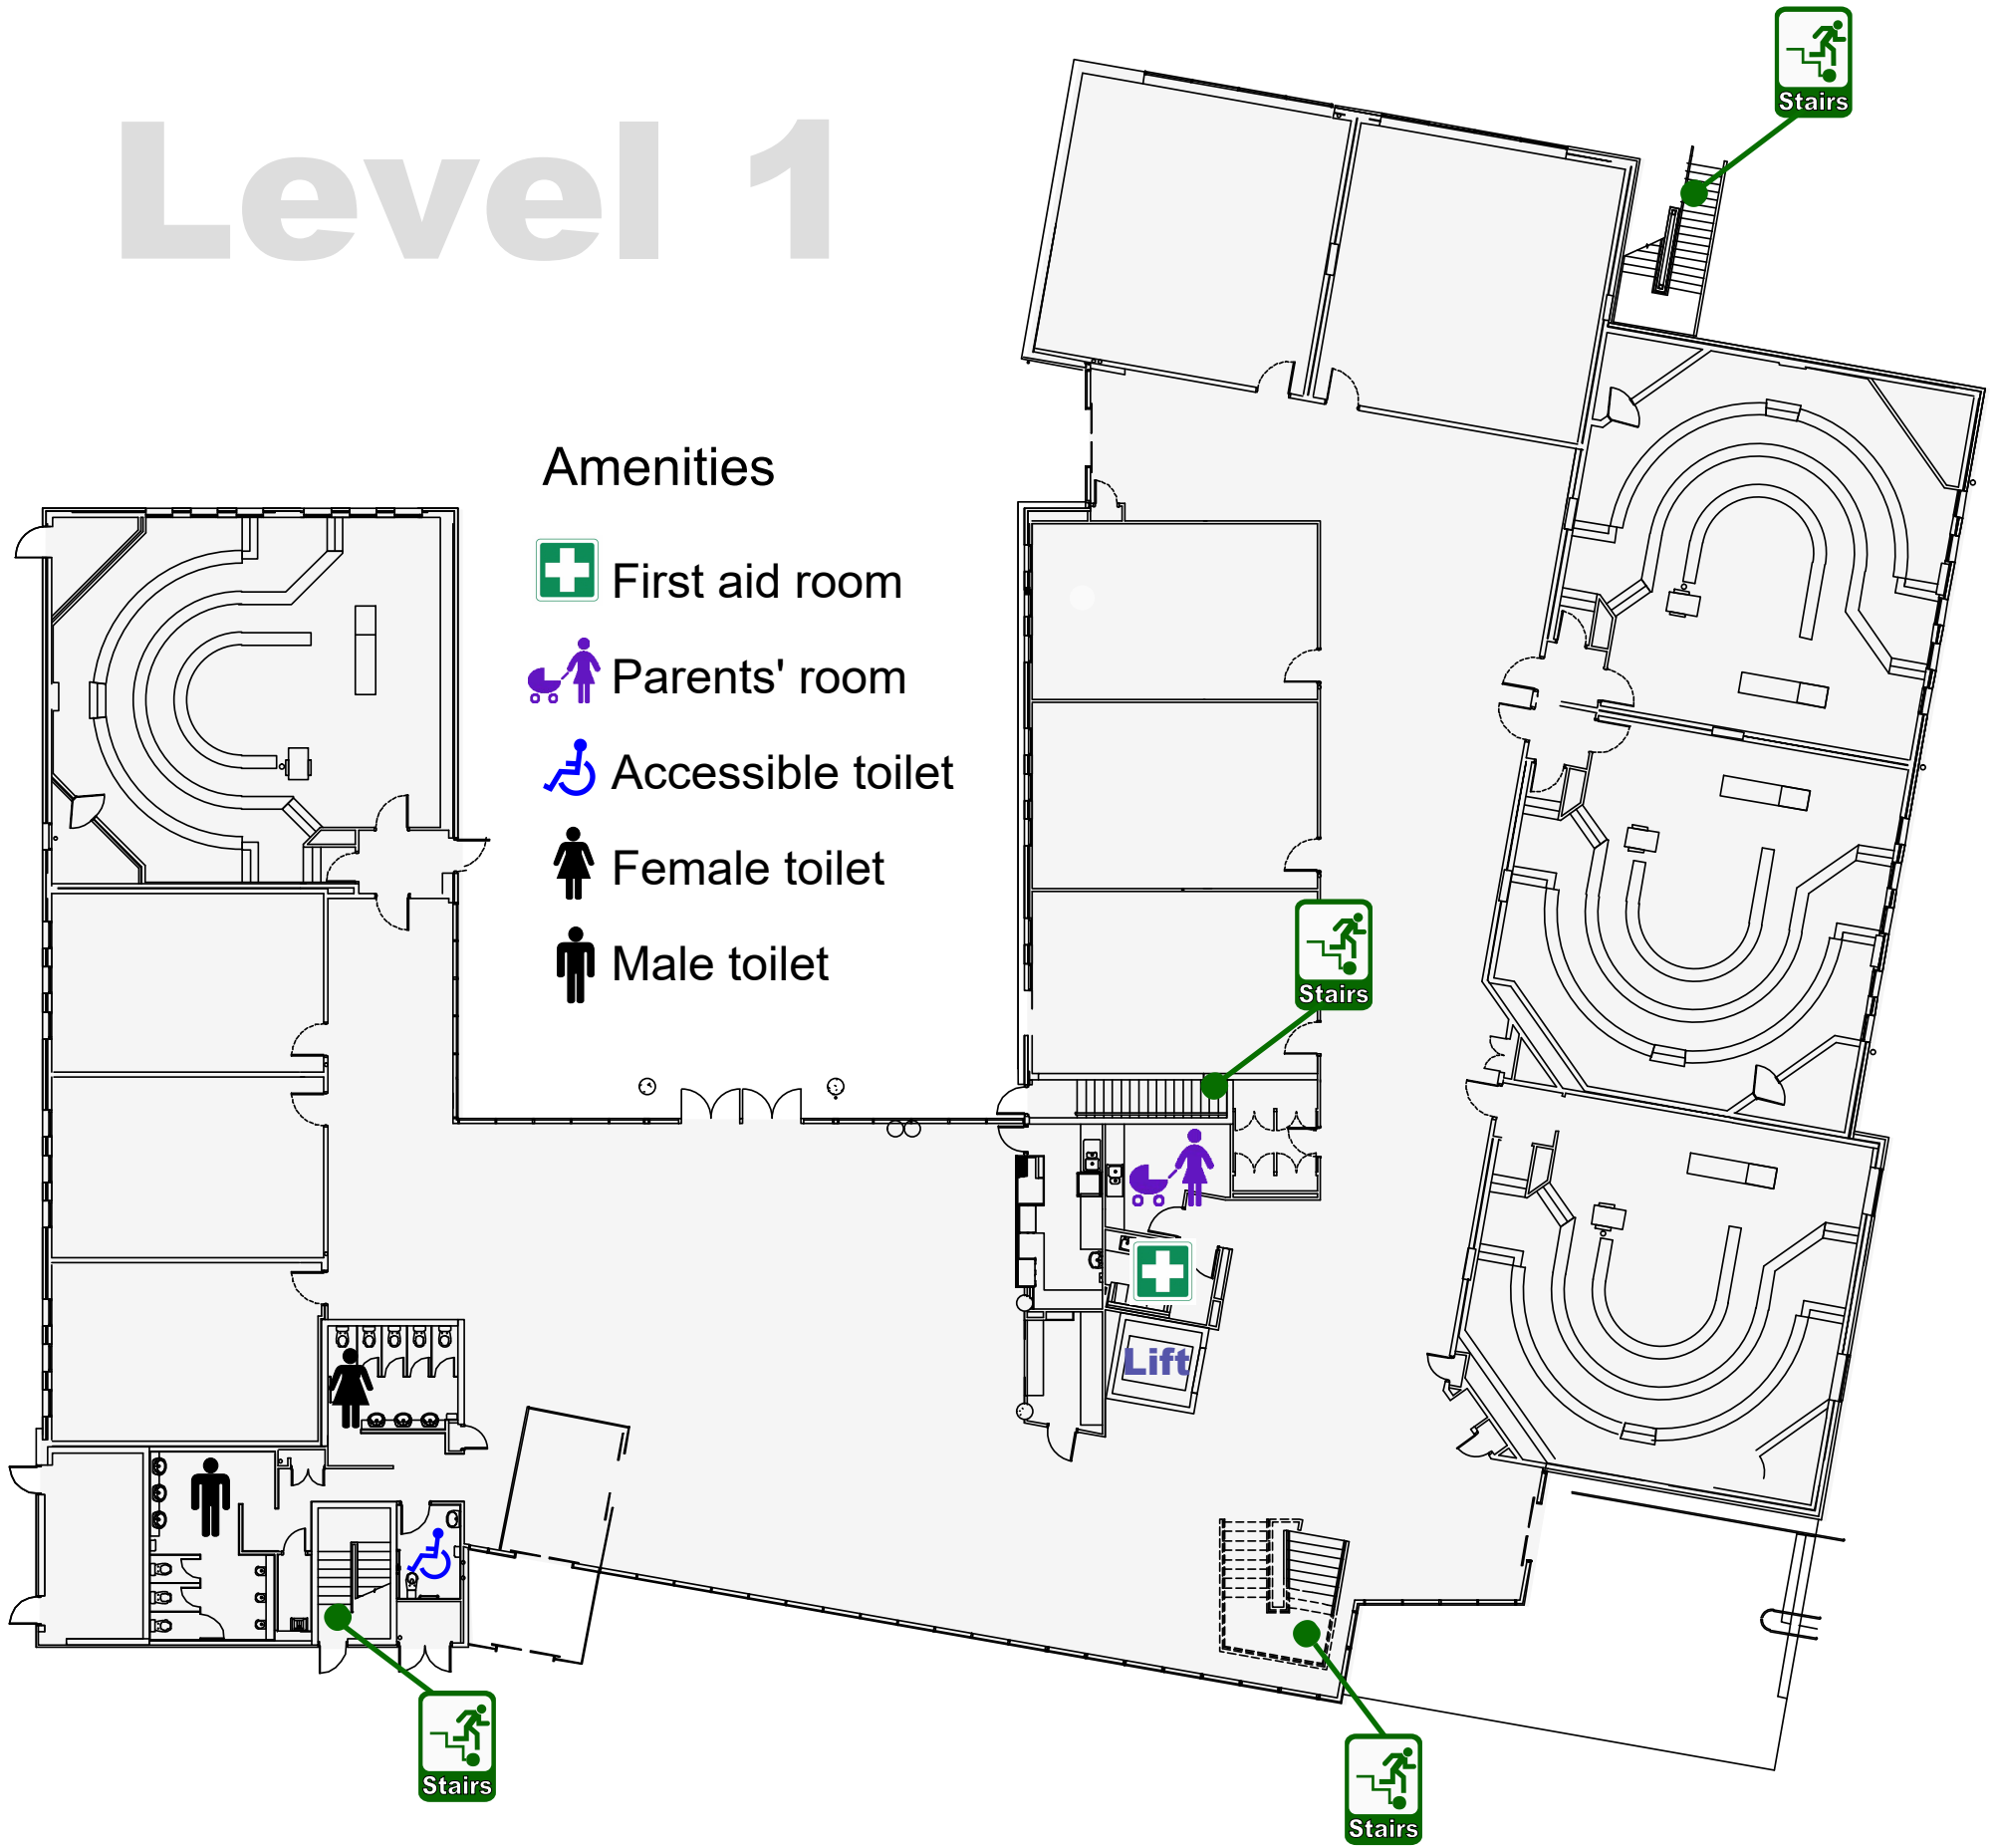 Stairs
Level 1
Amenities
First aid room
Parents' room
Accessible toilet
Female toilet
Male toilet
Stairs
Lift
Stairs
Stairs